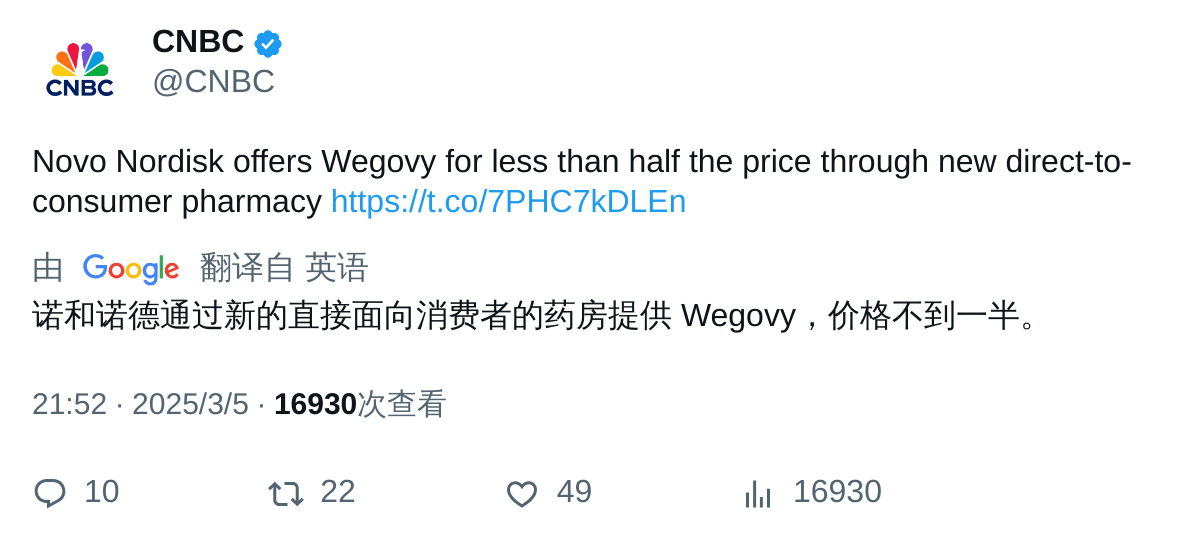 CNBC
CNBC
@CNBC
Novo Nordisk offers Wegovy for less than half the price through new direct-to-
consumer pharmacy https://t.co/7PHC7kDLEn
由 Google 翻译自 英语
诺和诺德通过新的直接面向消费者的药房提供 Wegovy，价格不到一半。
21:52 · 2025/3/5 · 16930次查看
10 22 49 16930